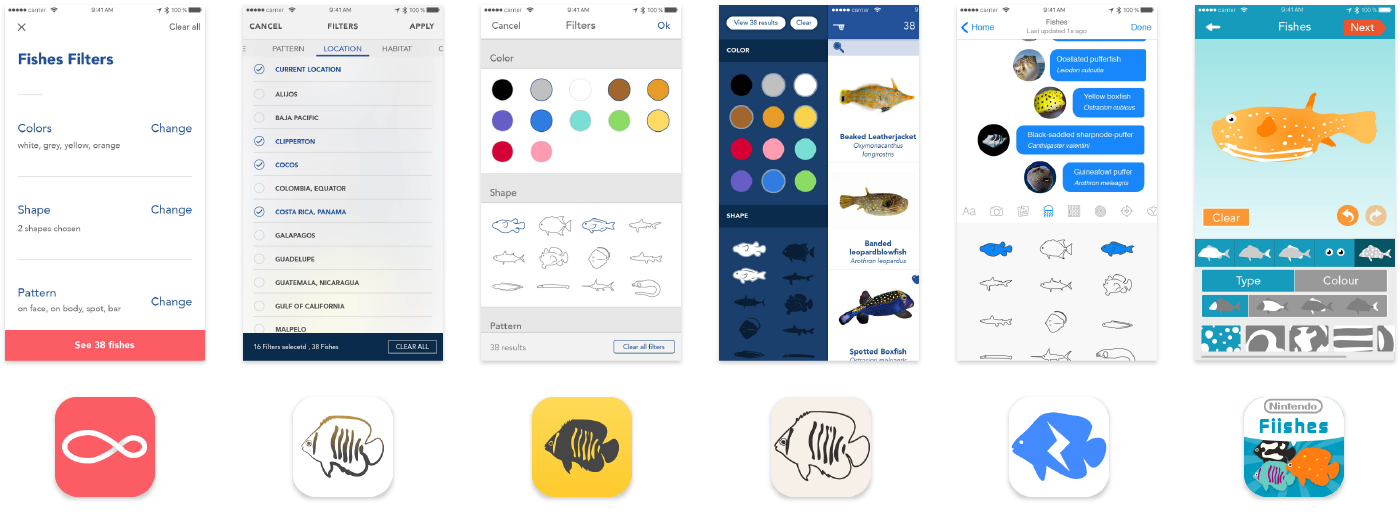 carrier 9:41 AM 100 %
Clear all
Fishes Filters
Colors Change
white, grey, yellow, orange
Shape Change
2 shapes chosen
Pattern Change
on face, on body, spot, bar
See 38 fishes
carrier 9:41 AM 100 %
CANCEL FILTERS APPLY
E PATTERN LOCATION HABITAT C
CURRENT LOCATION
ALIJOS
BAJA PACIFIC
CLIPPERTON
COCOS
COLOMBIA, EQUATOR
COSTA RICA, PANAMA
GALAPAGOS
GUADELUPE
GUATEMALA, NICARAGUA
GULF OF CALIFORNIA
MALPELO
16 Filters selecetd , 38 Fishes CLEAR ALL
carrier 9:41 AM 100 %
Cancel Filters Ok
Color
Shape
Pattern
38 results Clear all filters
carrier 9:41 AM 100 %
carrier 9
View 38 results Clear
38
COLOR
Beaked Leatherjacket
Oxymonacanthus
longirostris
SHAPE
Banded
leopardblowfish
Arothron leopardus
Spotted Boxfish
Ostracion meleagris
carrier 9:41 AM 100 %
Home Fishes Done
Last updated 1s ago
Ocellated pufferfish
Leiodon cutcutia
Yellow boxfish
Ostracion cubicus
Black-saddled sharpnode-puffer
Canthigaster valentini
Guineafowl puffer
Arothron meleagris
Aa
carrier 9:41 AM 100 %
Fishes Next
Clear
Type Colour
Nintendo
Fiishes